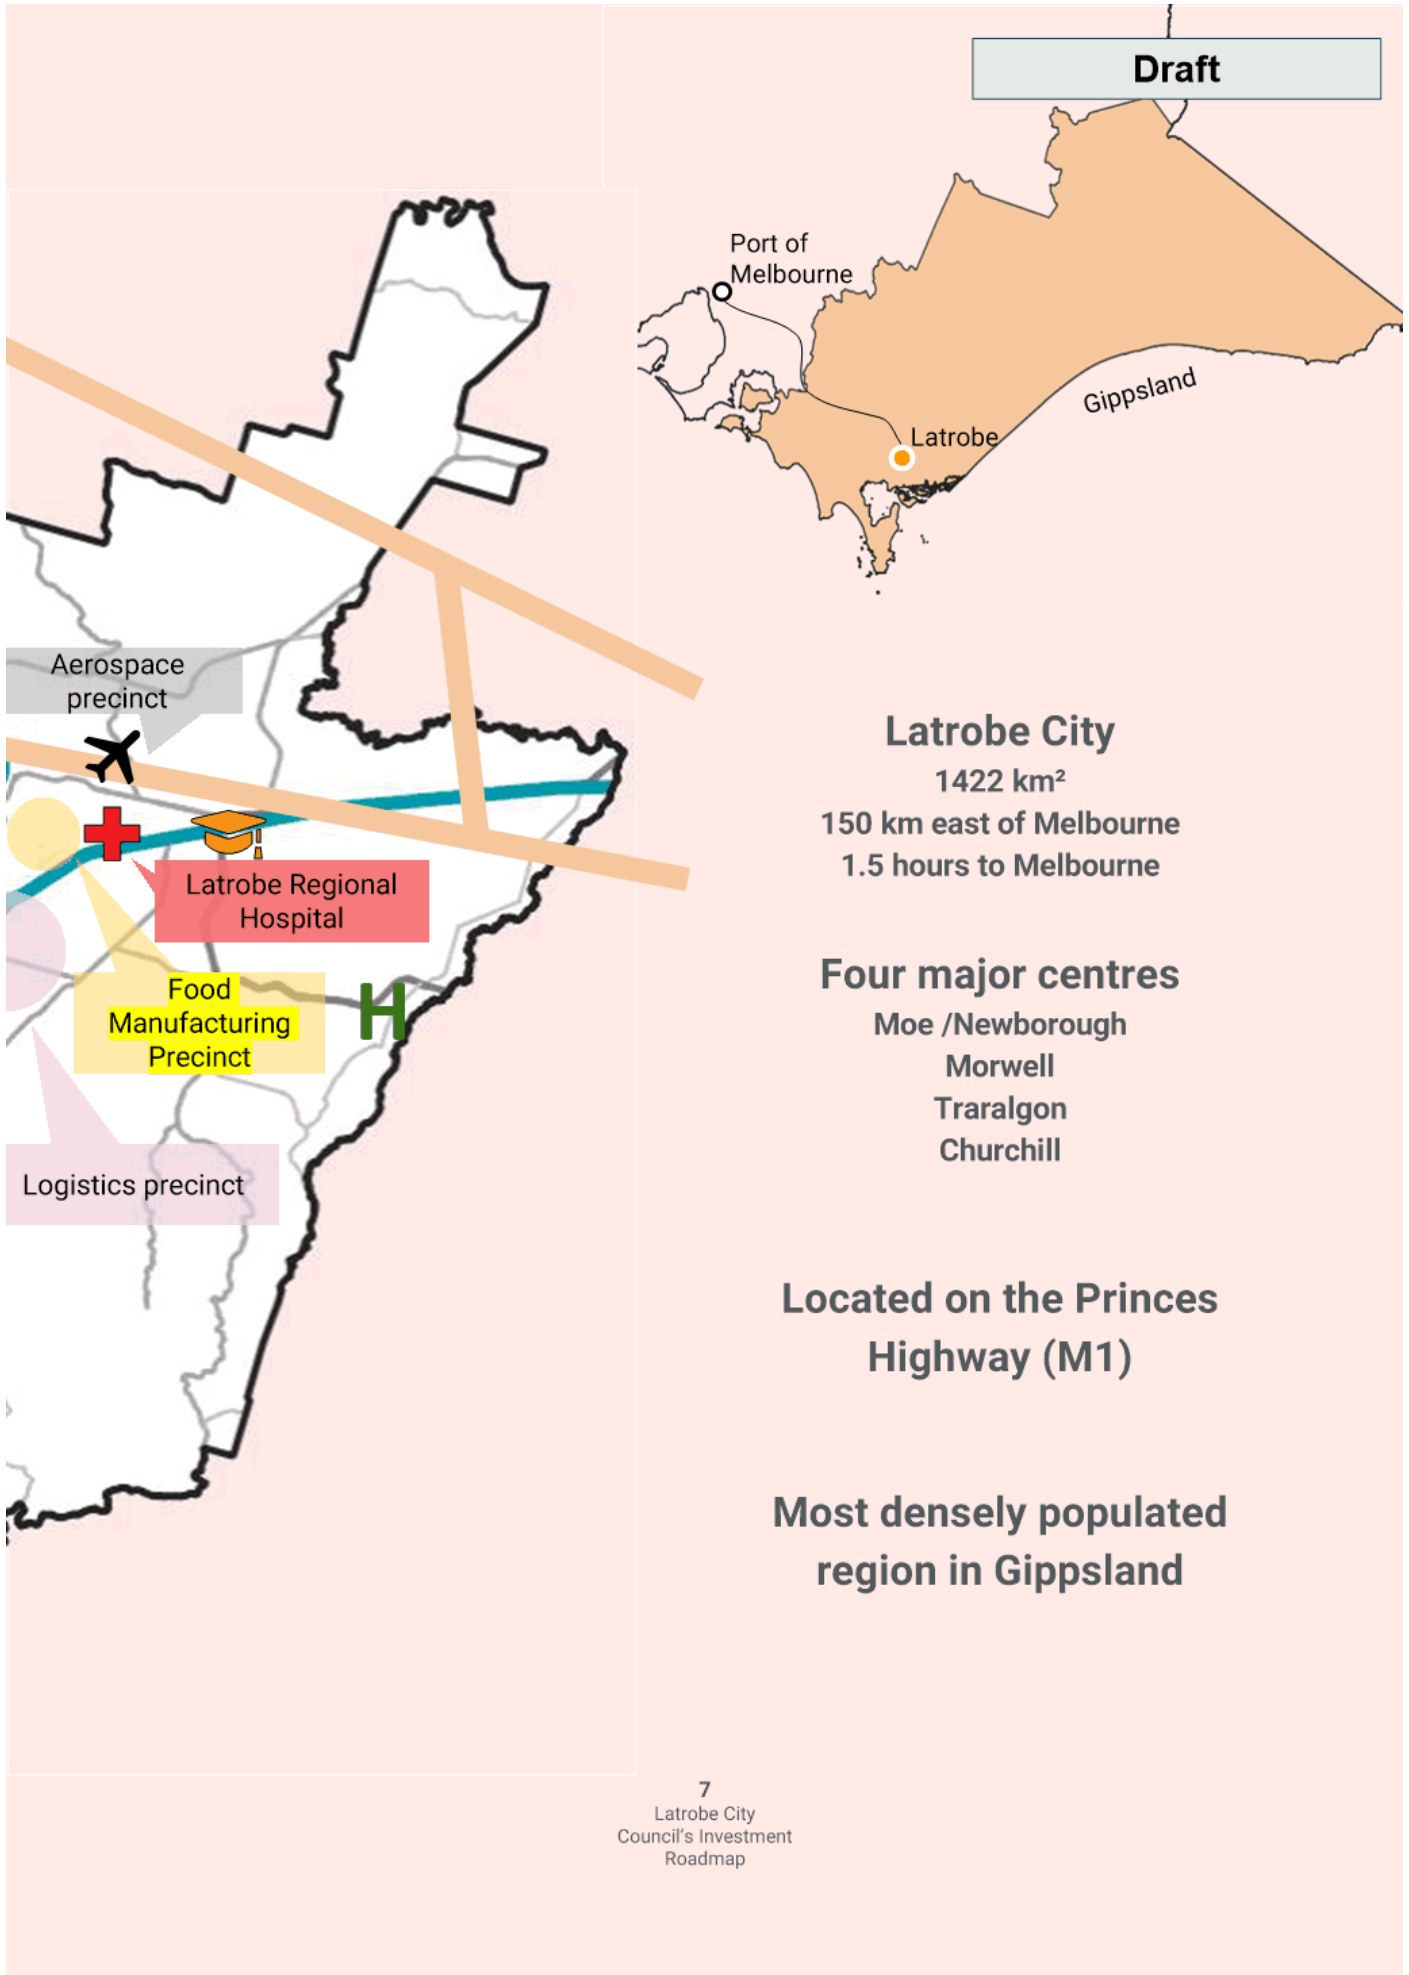 Draft
Port of
Melbourne
Gippsland
Latrobe
Aerospace
precinct
Latrobe Regional
Hospital
Food
Manufacturing
Precinct
H
Logistics precinct
Latrobe City
1422 km²
150 km east of Melbourne
1.5 hours to Melbourne
Four major centres
Moe /Newborough
Morwell
Traralgon
Churchill
Located on the Princes
Highway (M1)
Most densely populated
region in Gippsland
7
Latrobe City
Council's Investment
Roadmap